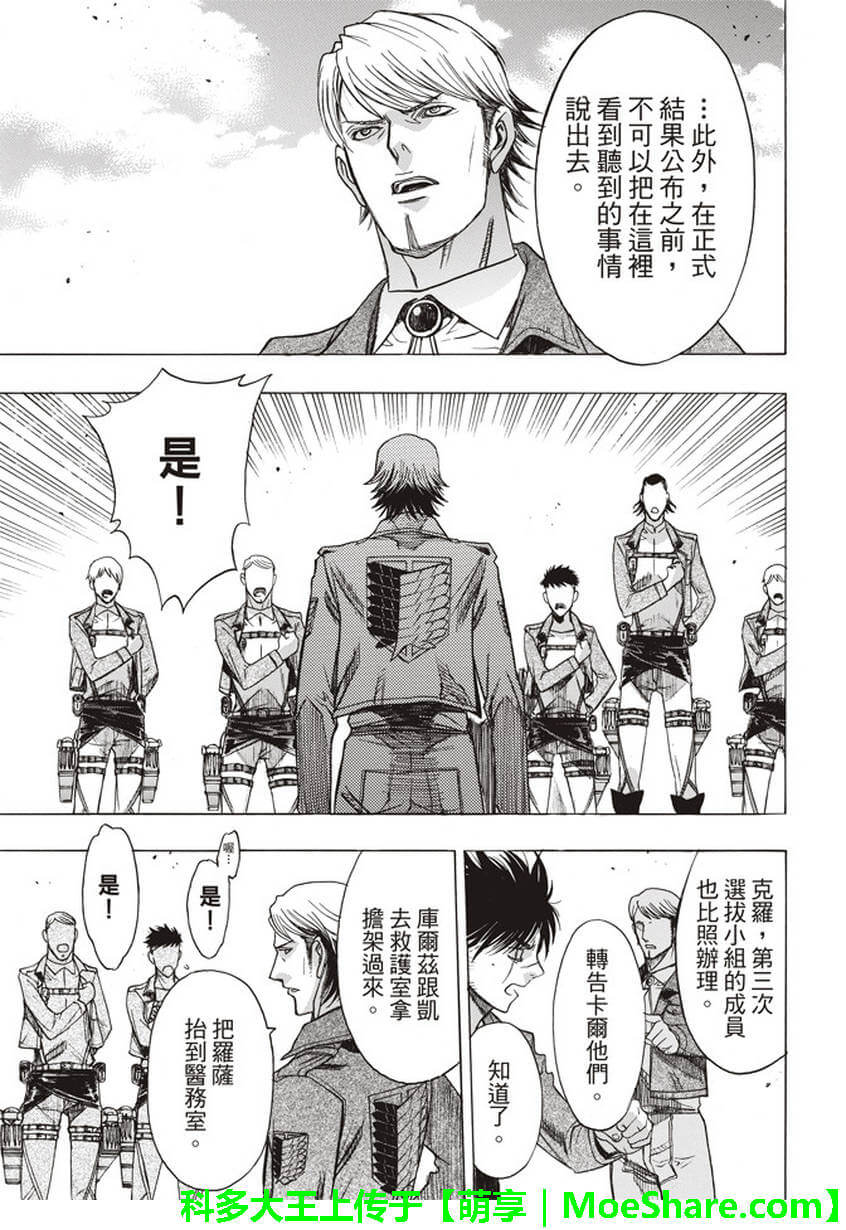 …此外，在正式
結果公布之前，
不可以把在這裡
看到聽到的事情
說出去。
是！
克羅，第三次
選拔小組的成員
也比照辦理。
轉告卡爾他們。
知道了。
庫爾茲跟凱
去救護室拿
擔架過來。
把羅薩
抬到醫務室。
喔…
是！
是！
科多大王上传于【萌享｜MoeShare.com】